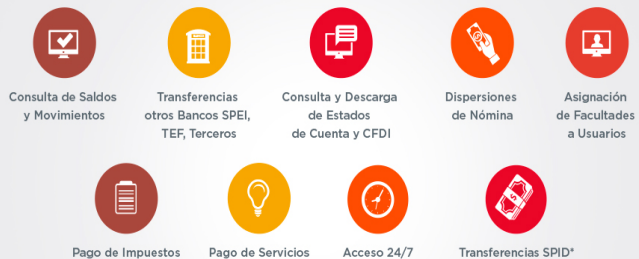 Consulta de Saldos
y Movimientos
Transferencias
otros Bancos SPEI,
TEF, Terceros
Consulta y Descarga
de Estados
de Cuenta y CFDI
Dispersiones
de Nómina
Asignación
de Facultades
a Usuarios
Pago de Impuestos
Pago de Servicios
Acceso 24/7
Transferencias SPID*